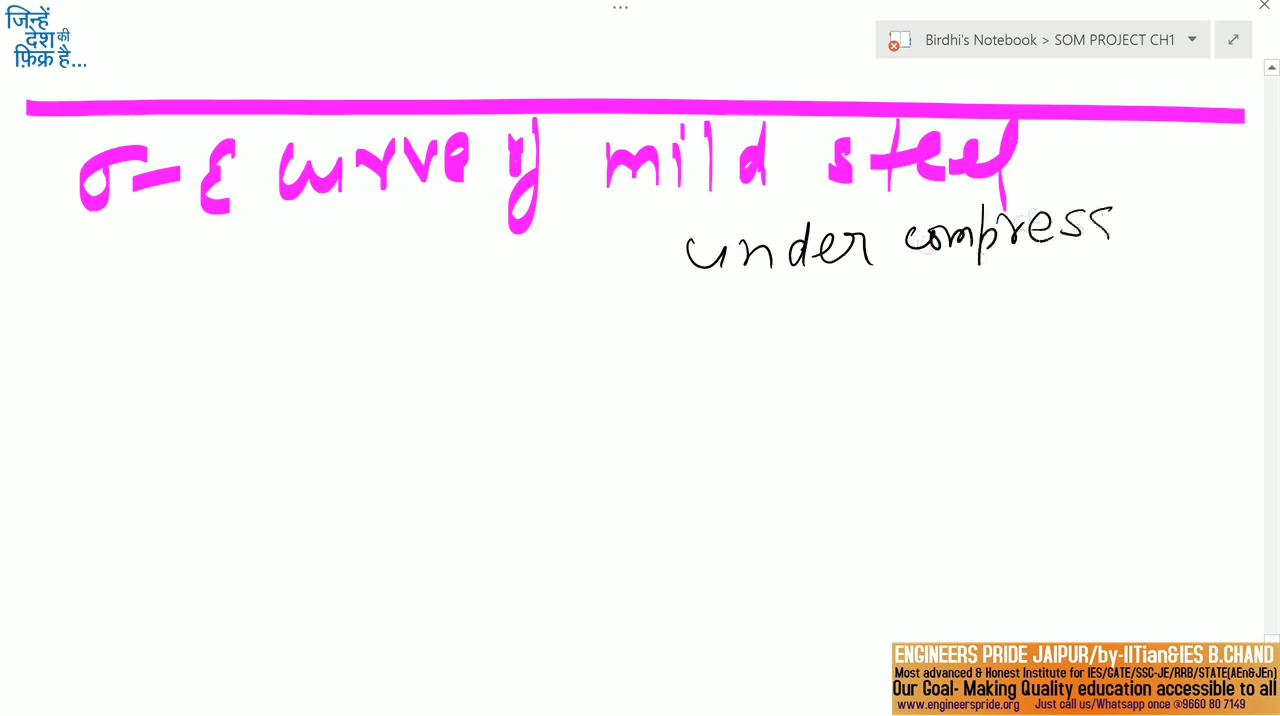 जिन्हें
देश की
फ़िक्र है...
Birdhi's Notebook > SOM PROJECT CH1
σ-ε curve of mild steel
under compress
ENGINEERS PRIDE JAIPUR/by-IITian&IES B.CHAND
Most advanced & Honest Institute for IES/GATE/SSC-JE/RRB/STATE(AEn&JEn)
Our Goal- Making Quality education accessible to all
www.engineerspride.org Just call us/Whatsapp once @9660 80 7149